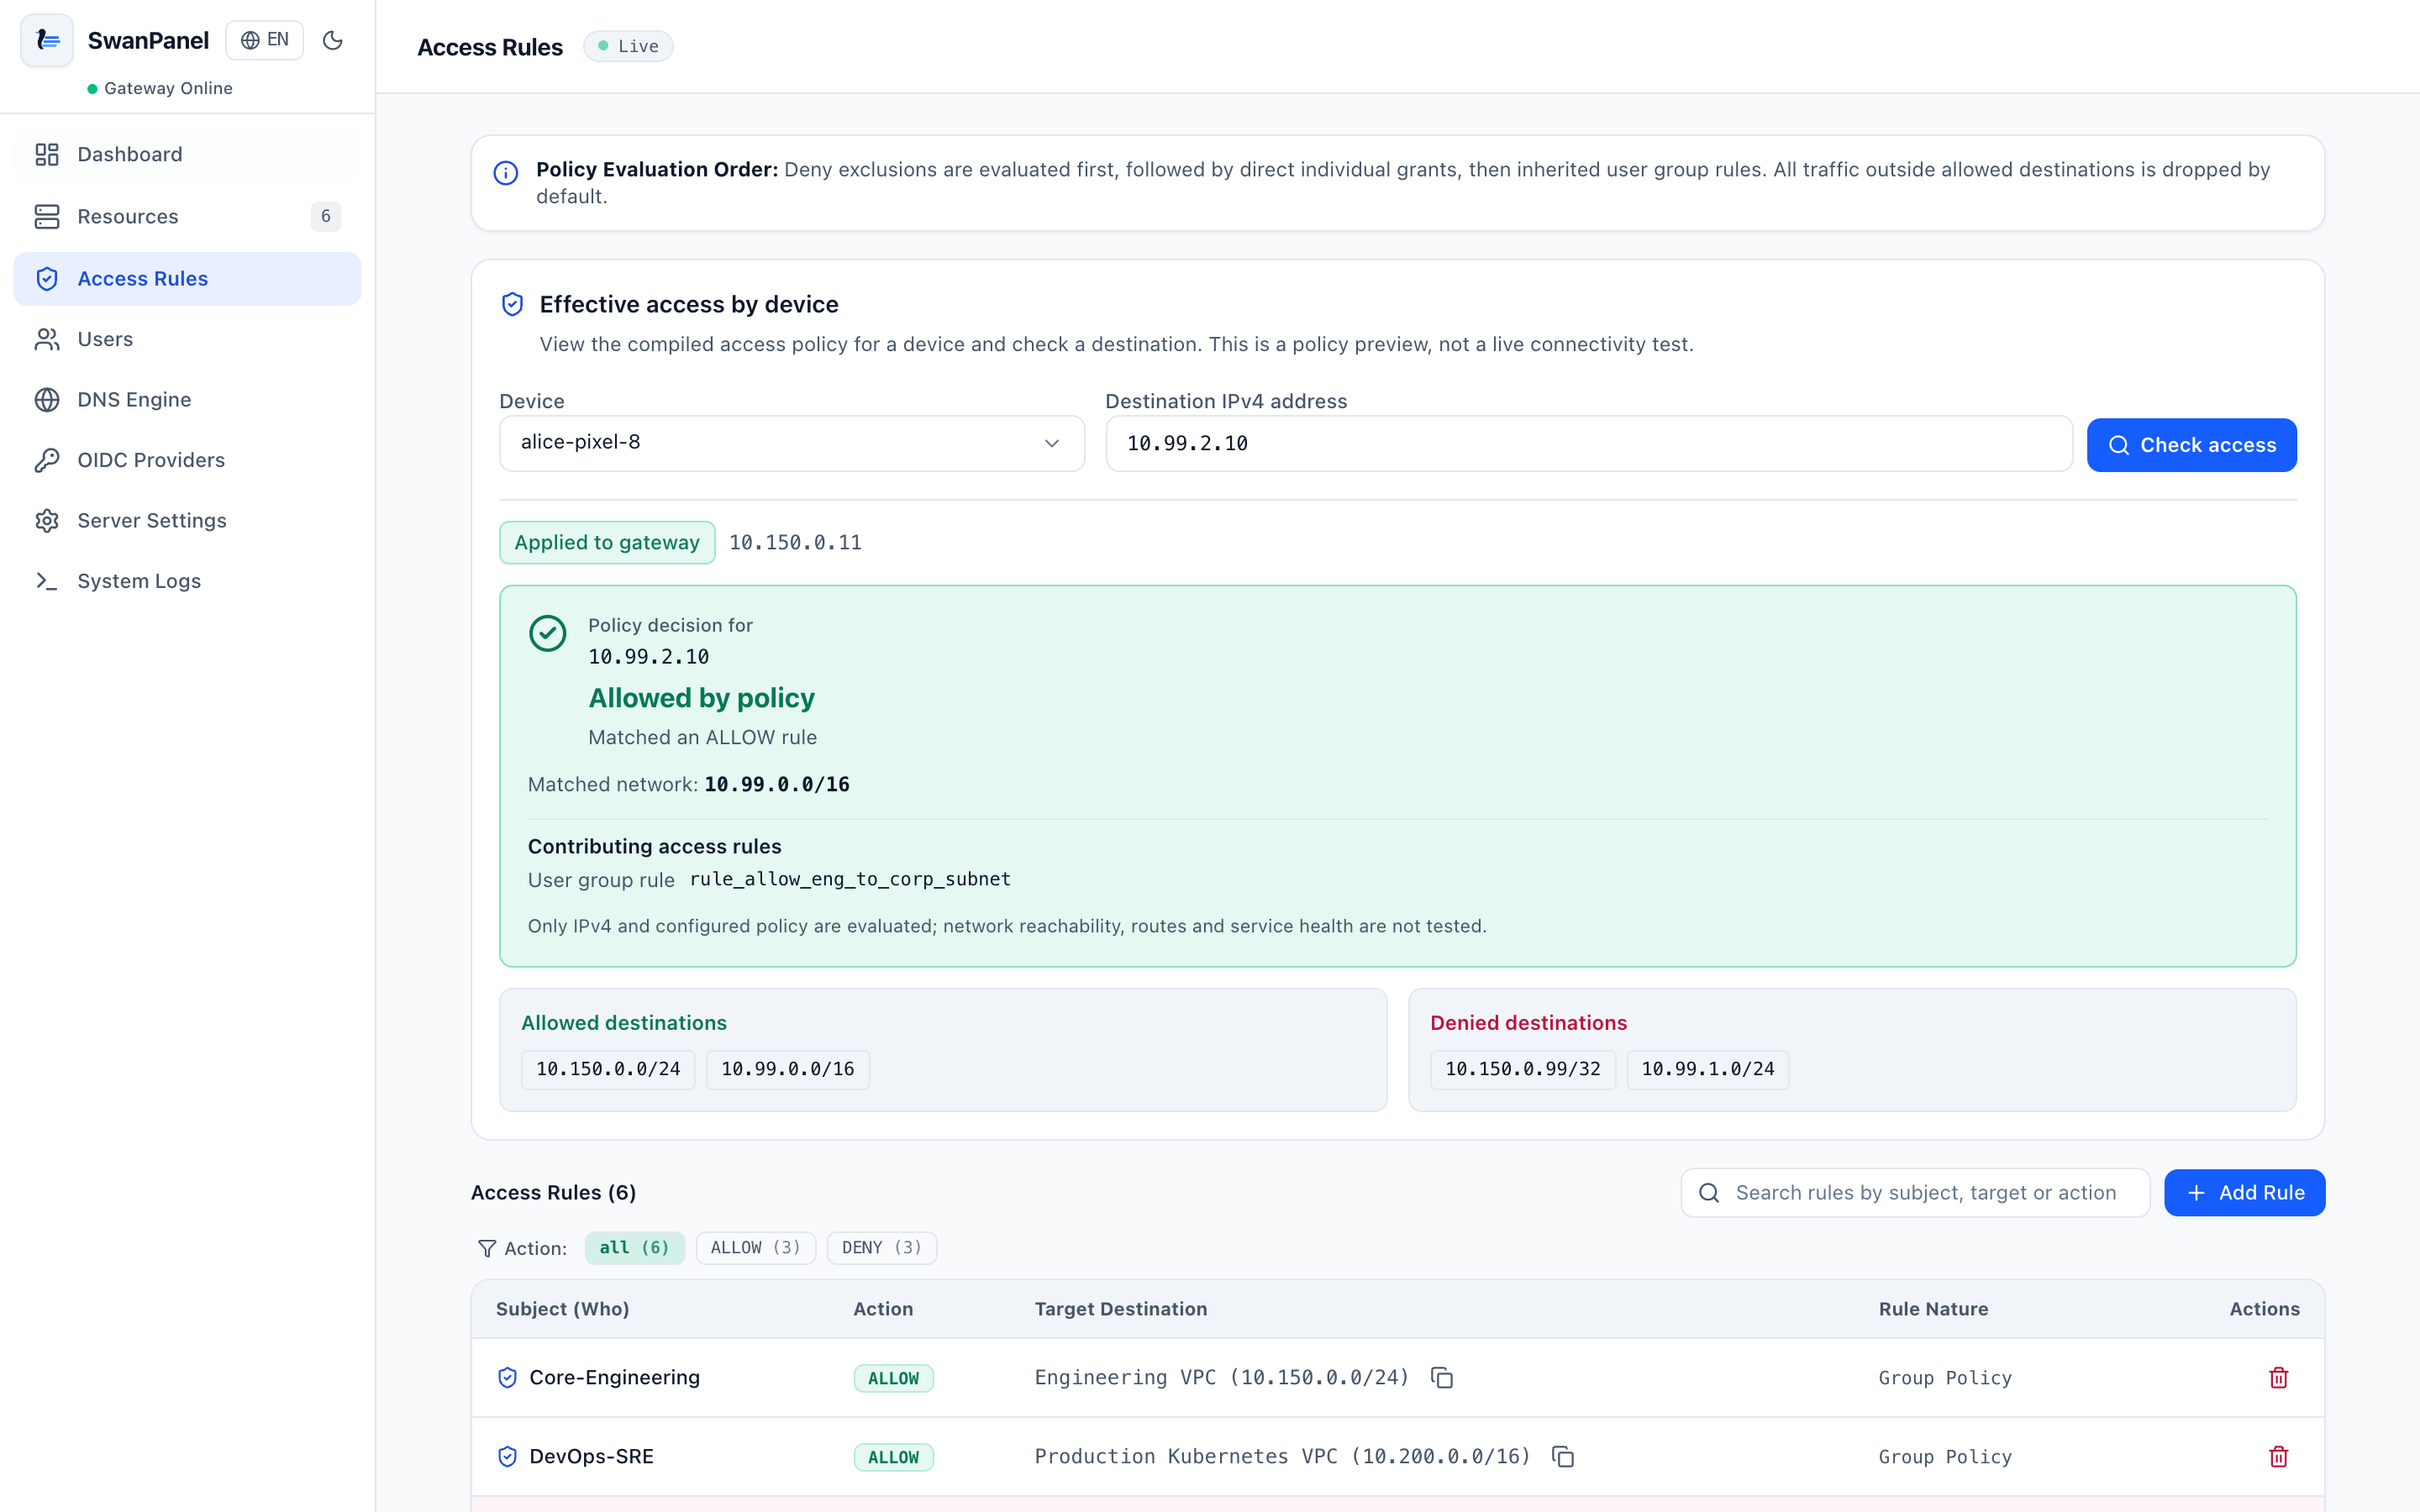 SwanPanel
EN
Gateway Online
Dashboard
Resources 6
Access Rules
Users
DNS Engine
OIDC Providers
Server Settings
System Logs
Access Rules
Live
Policy Evaluation Order: Deny exclusions are evaluated first, followed by direct individual grants, then inherited user group rules. All traffic outside allowed destinations is dropped by
default.
Effective access by device
View the compiled access policy for a device and check a destination. This is a policy preview, not a live connectivity test.
Device
alice-pixel-8
Destination IPv4 address
10.99.2.10
Check access
Applied to gateway 10.150.0.11
Policy decision for
10.99.2.10
Allowed by policy
Matched an ALLOW rule
Matched network: 10.99.0.0/16
Contributing access rules
User group rule rule_allow_eng_to_corp_subnet
Only IPv4 and configured policy are evaluated; network reachability, routes and service health are not tested.
Allowed destinations
10.150.0.0/24 10.99.0.0/16
Denied destinations
10.150.0.99/32 10.99.1.0/24
Access Rules (6)
Search rules by subject, target or action
Add Rule
Action: all (6) ALLOW (3) DENY (3)
Subject (Who) Action Target Destination Rule Nature Actions
Core-Engineering ALLOW Engineering VPC (10.150.0.0/24) Group Policy
DevOps-SRE ALLOW Production Kubernetes VPC (10.200.0.0/16) Group Policy